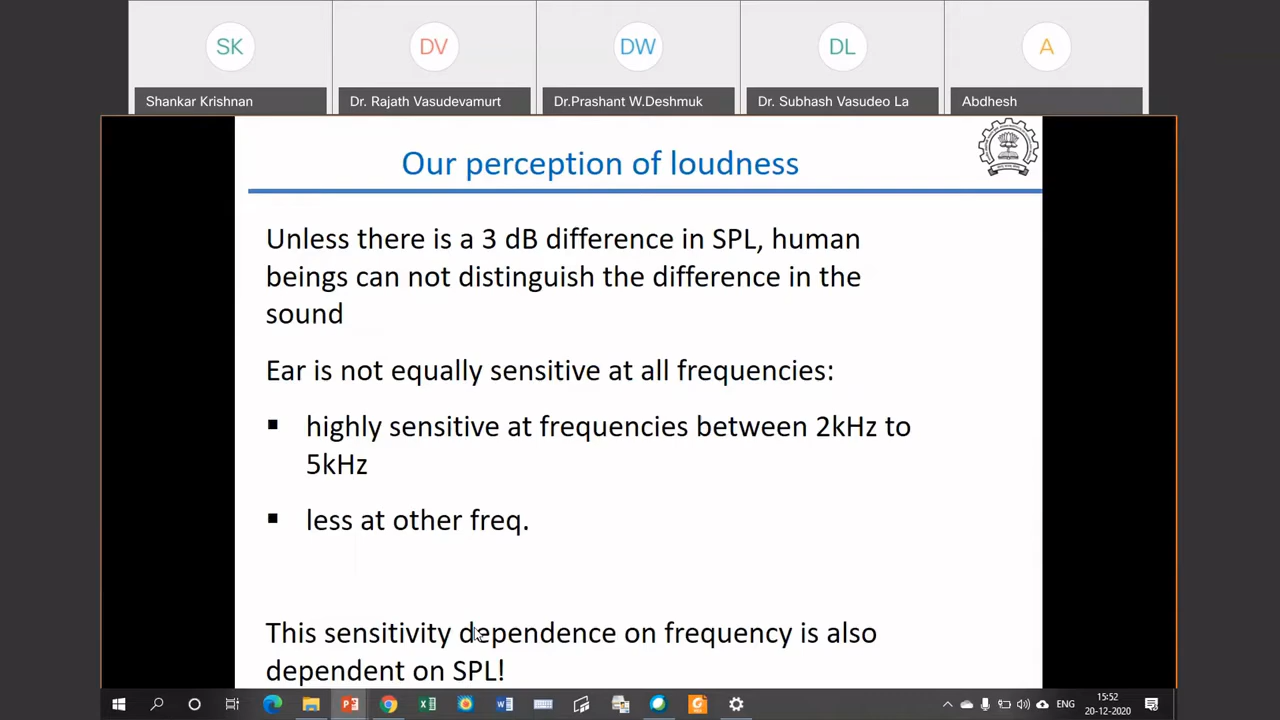 SK
DV
DW
DL
A
Shankar Krishnan
Dr. Rajath Vasudevamurt
Dr.Prashant W.Deshmuk
Dr. Subhash Vasudeo La
Abdhesh
Our perception of loudness
Unless there is a 3 dB difference in SPL, human
beings can not distinguish the difference in the
sound
Ear is not equally sensitive at all frequencies:
▪ highly sensitive at frequencies between 2kHz to
5kHz
▪ less at other freq.
This sensitivity dependence on frequency is also
dependent on SPL!
ENG
15:52
20-12-2020